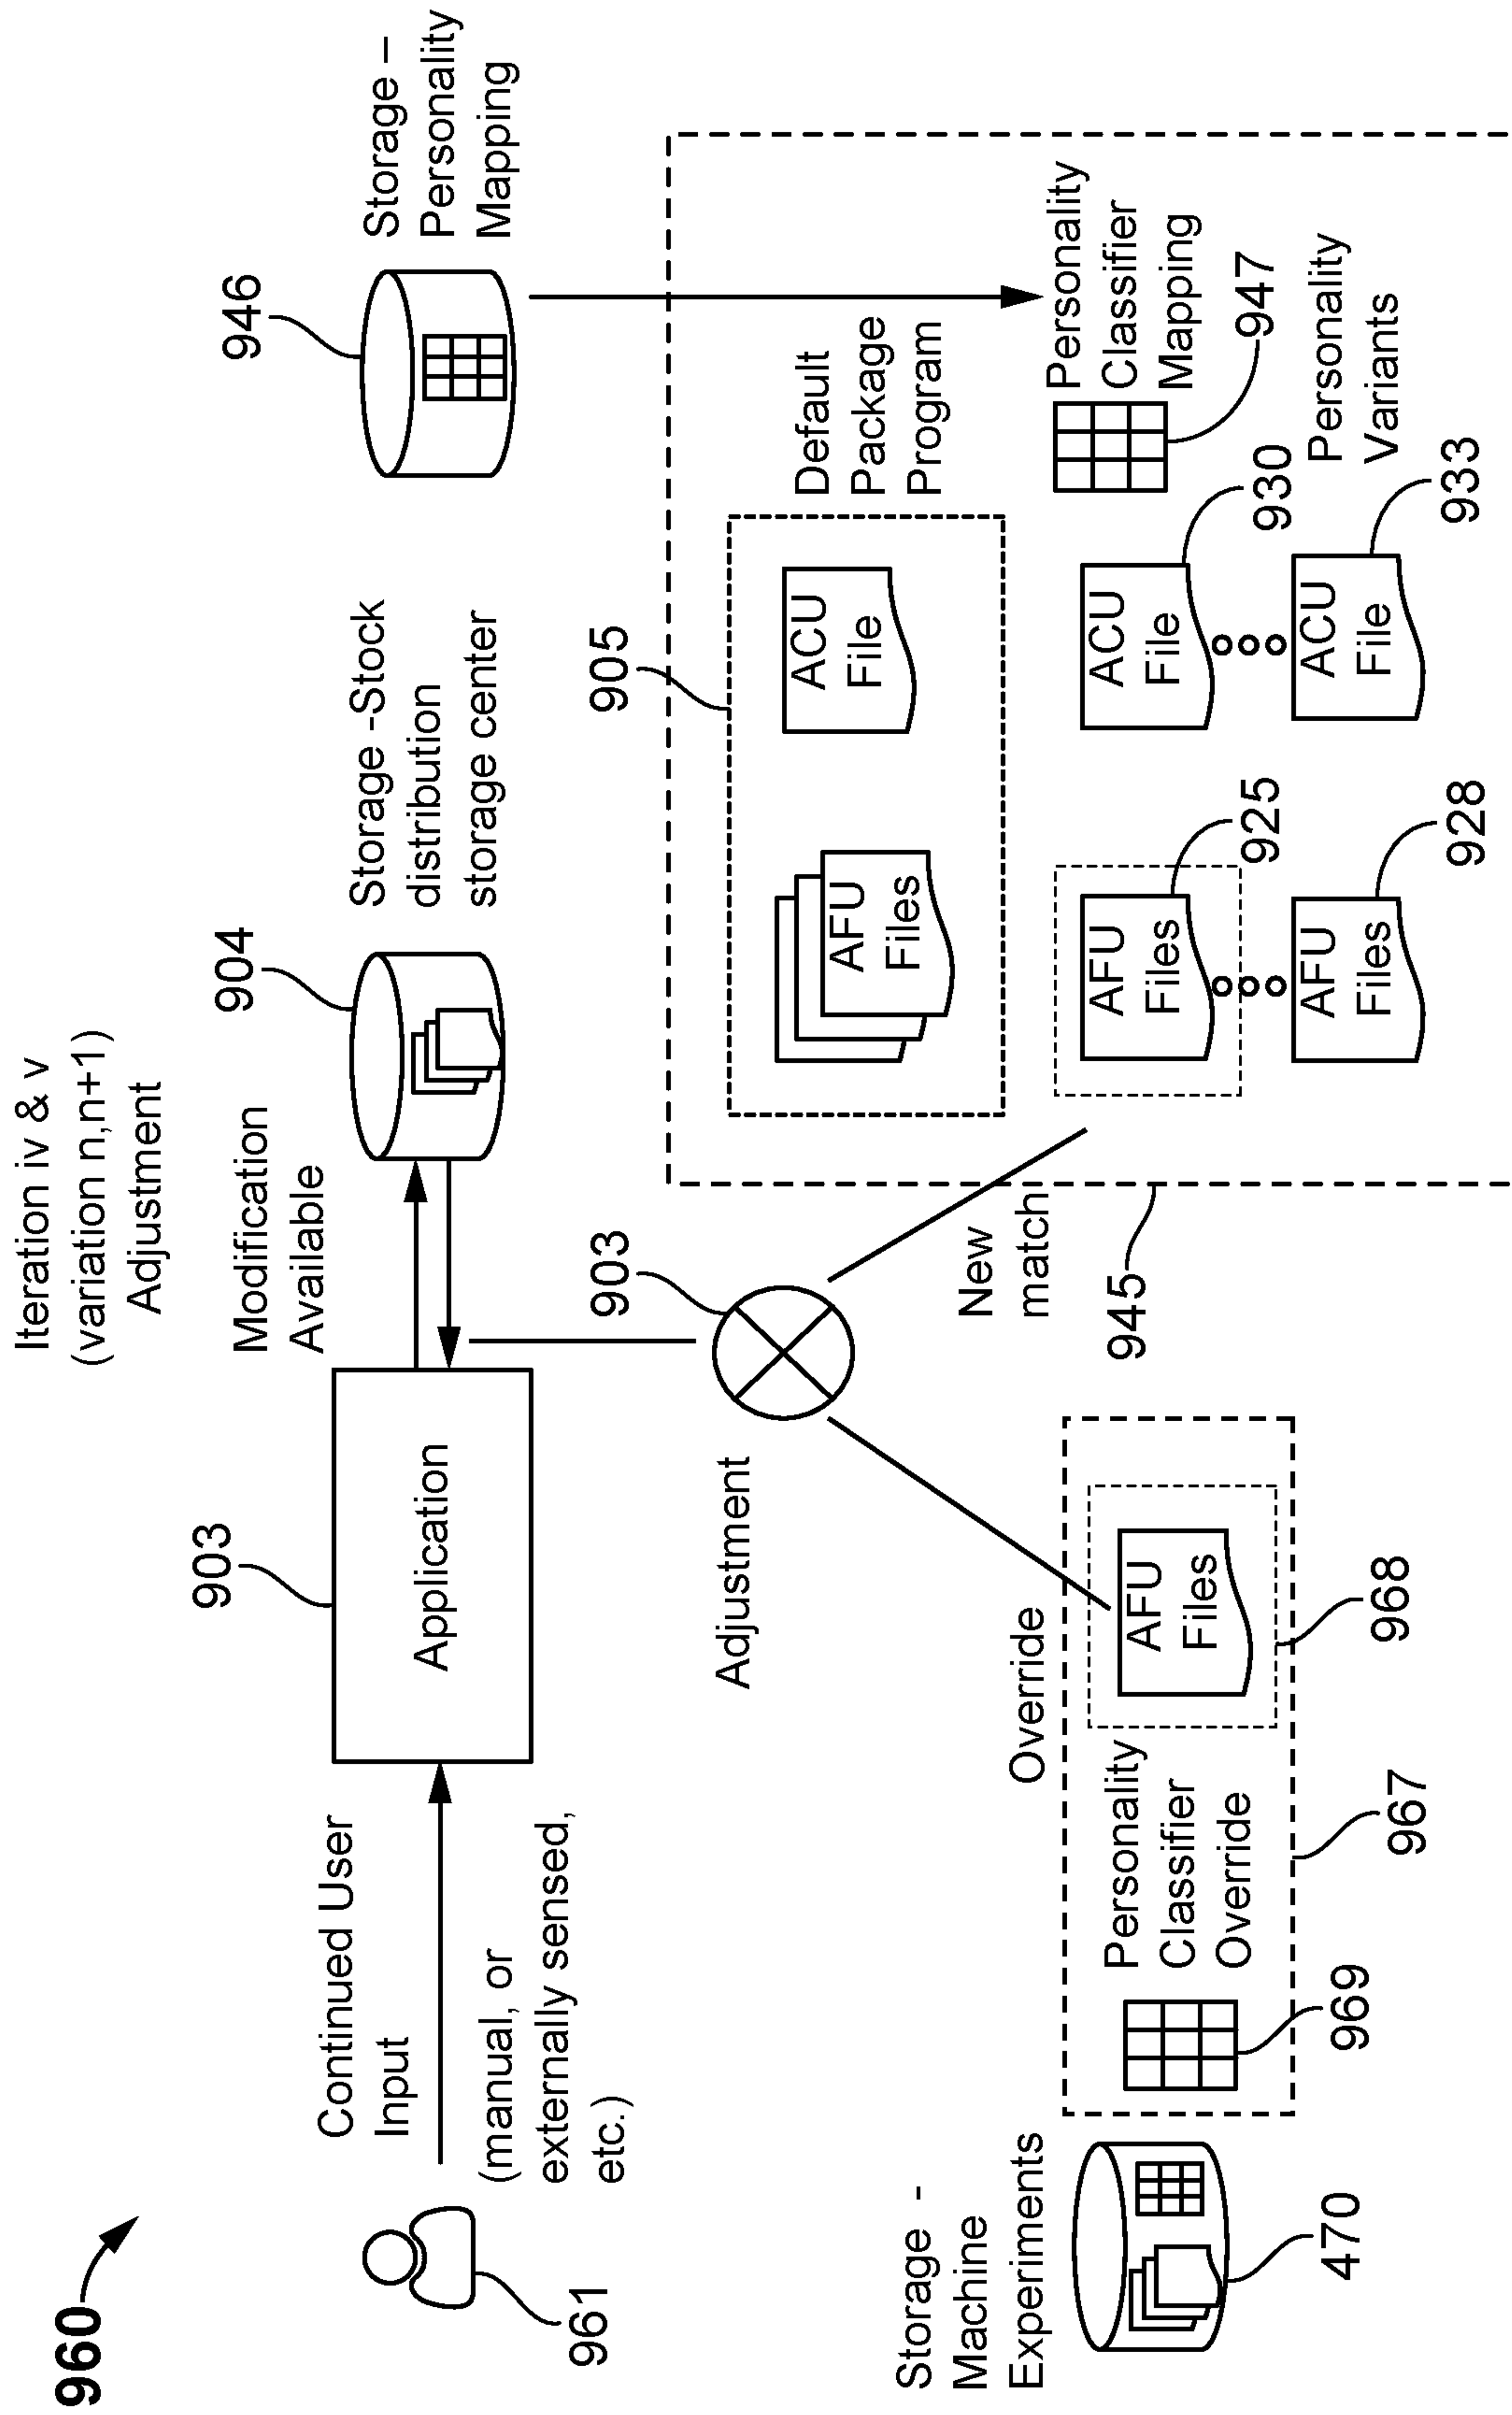 960
Iteration iv & v
(variation n,n+1)
Adjustment
961
Continued User
Input
(manual, or
externally sensed,
etc.)
903
Application
Modification
Available
904
Storage -Stock
distribution
storage center
946
Storage –
Personality
Mapping
Adjustment
903
905
Default
Package
Program
AFU
Files
ACU
File
Override
New
match
945
Storage -
Machine
Experiments
470
969
Personality
Classifier
Override
967
AFU
Files
968
AFU
Files
925
ACU
File
930
Personality
Classifier
Mapping
947
AFU
Files
928
ACU
File
933
Personality
Variants